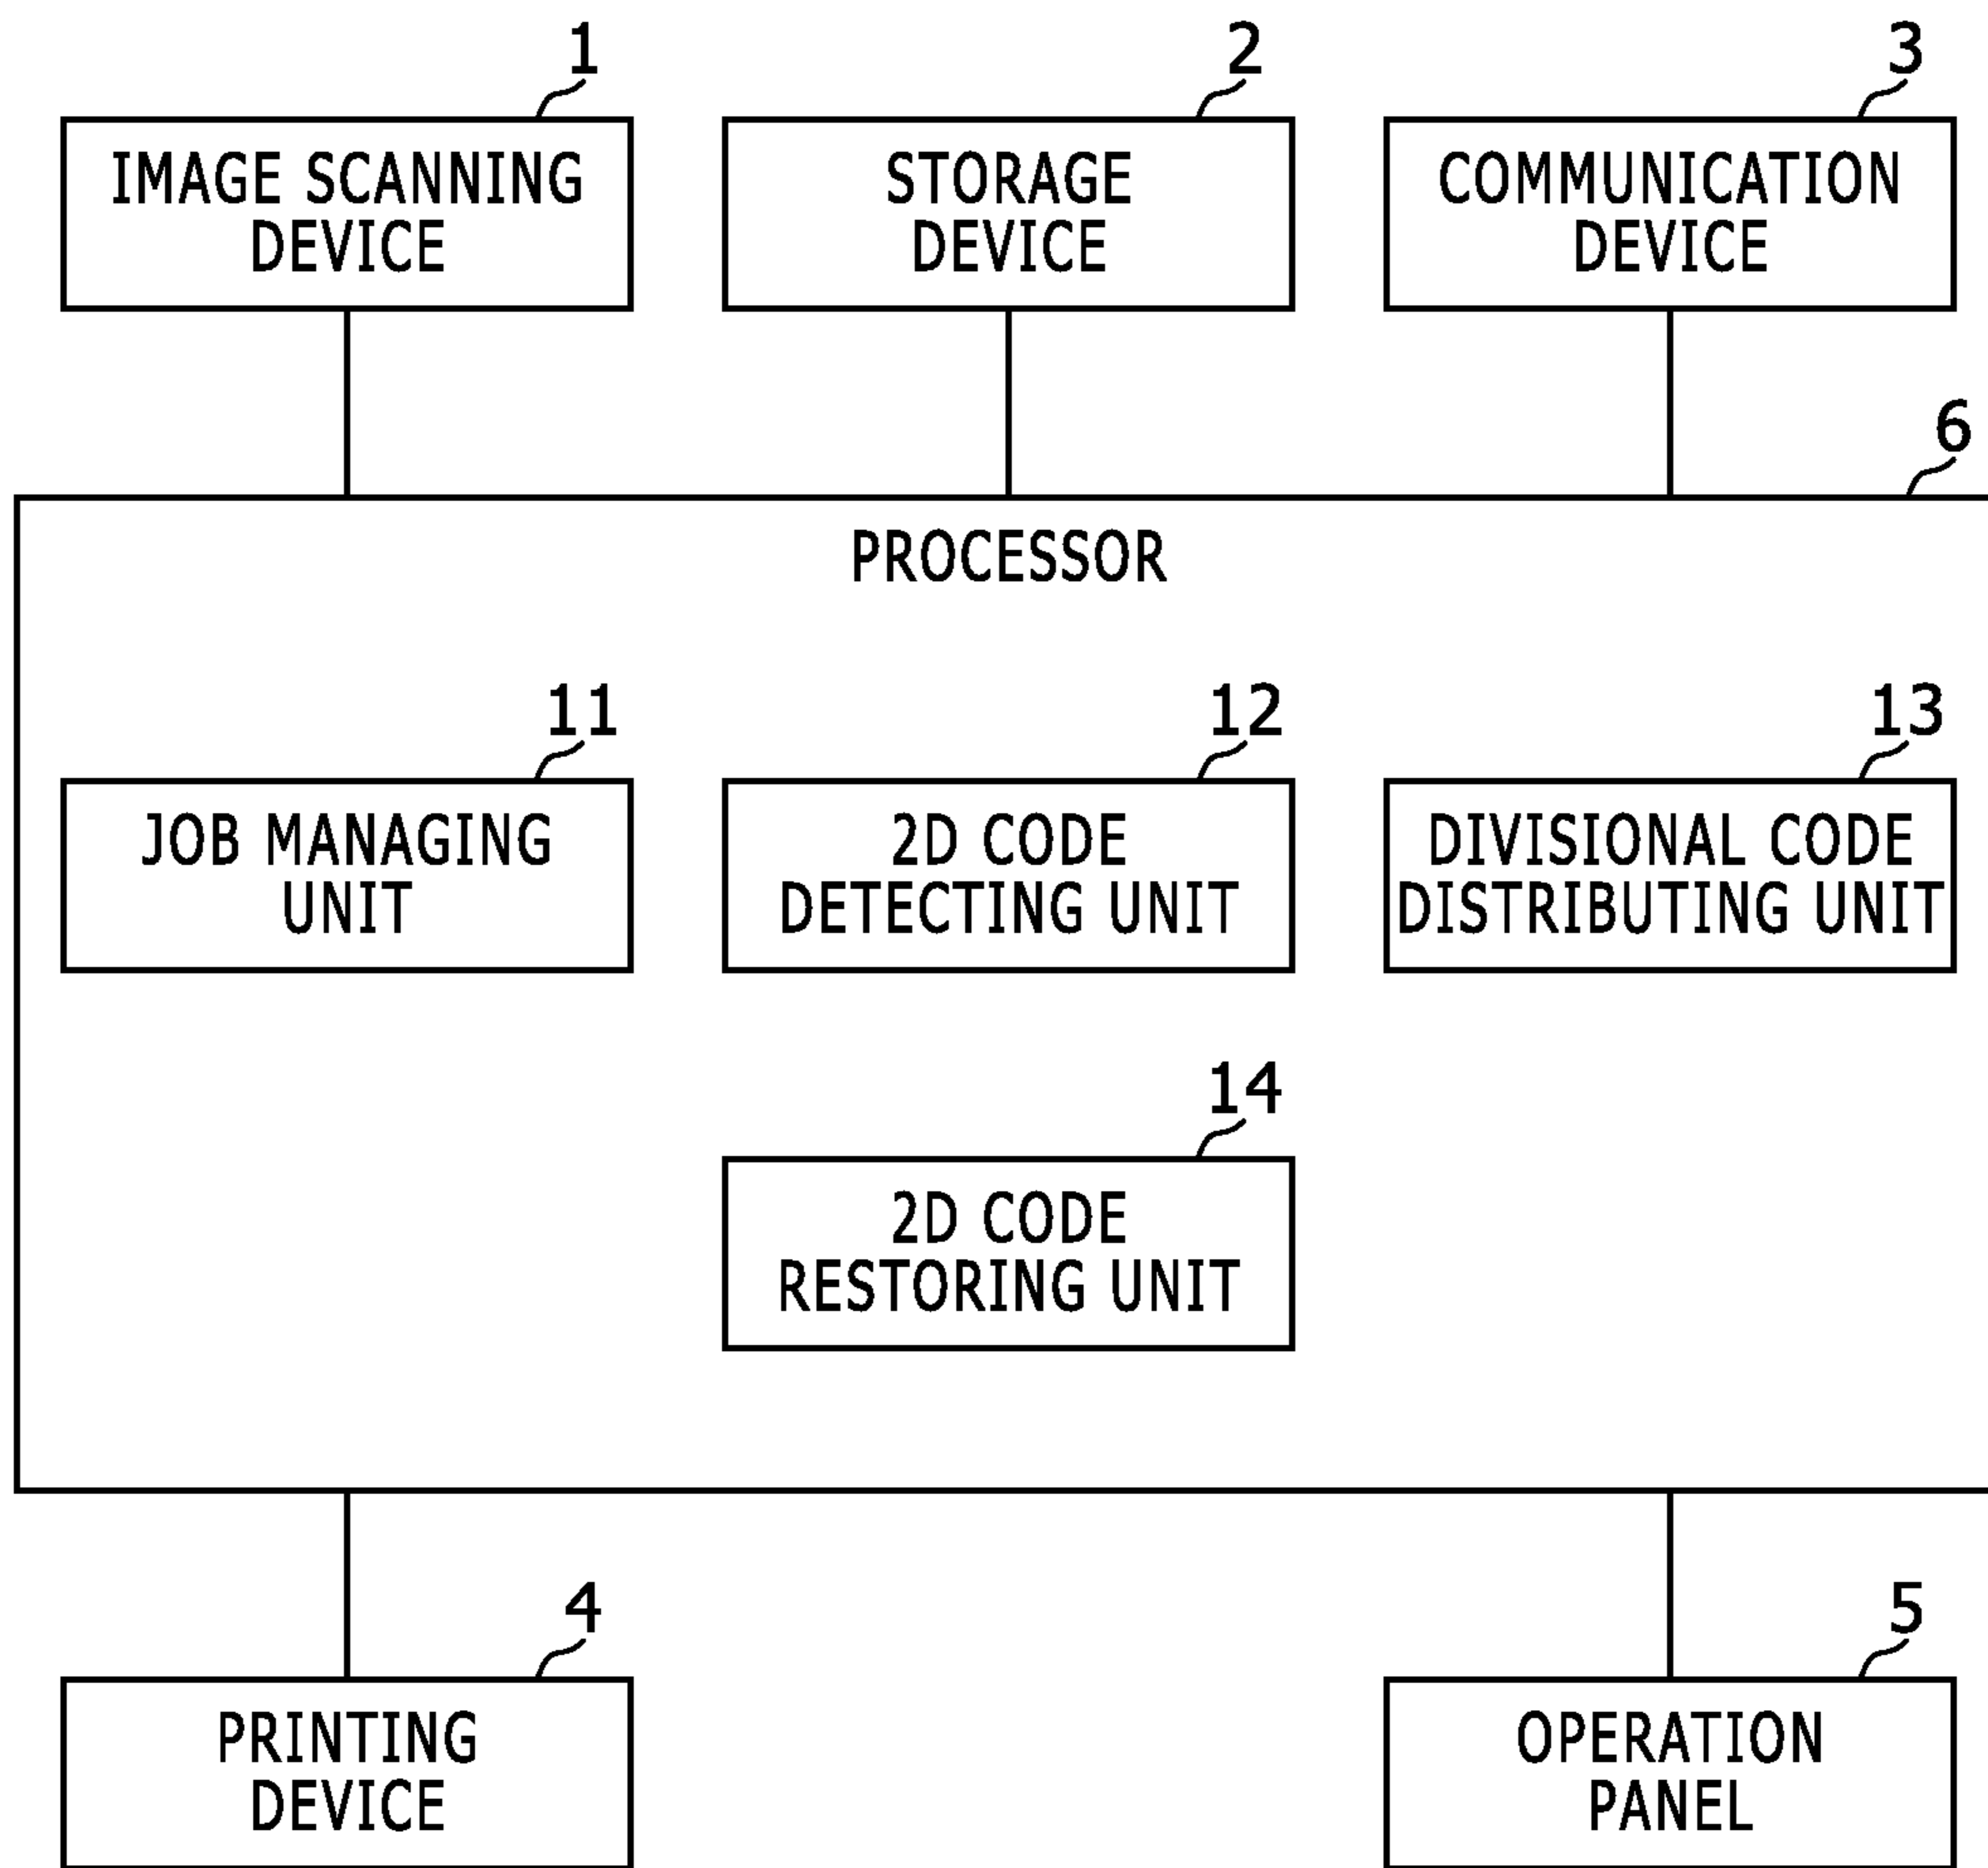 1
2
3
IMAGE SCANNING
DEVICE
STORAGE
DEVICE
COMMUNICATION
DEVICE
6
PROCESSOR
11
12
13
JOB MANAGING
UNIT
2D CODE
DETECTING UNIT
DIVISIONAL CODE
DISTRIBUTING UNIT
14
2D CODE
RESTORING UNIT
4
5
PRINTING
DEVICE
OPERATION
PANEL